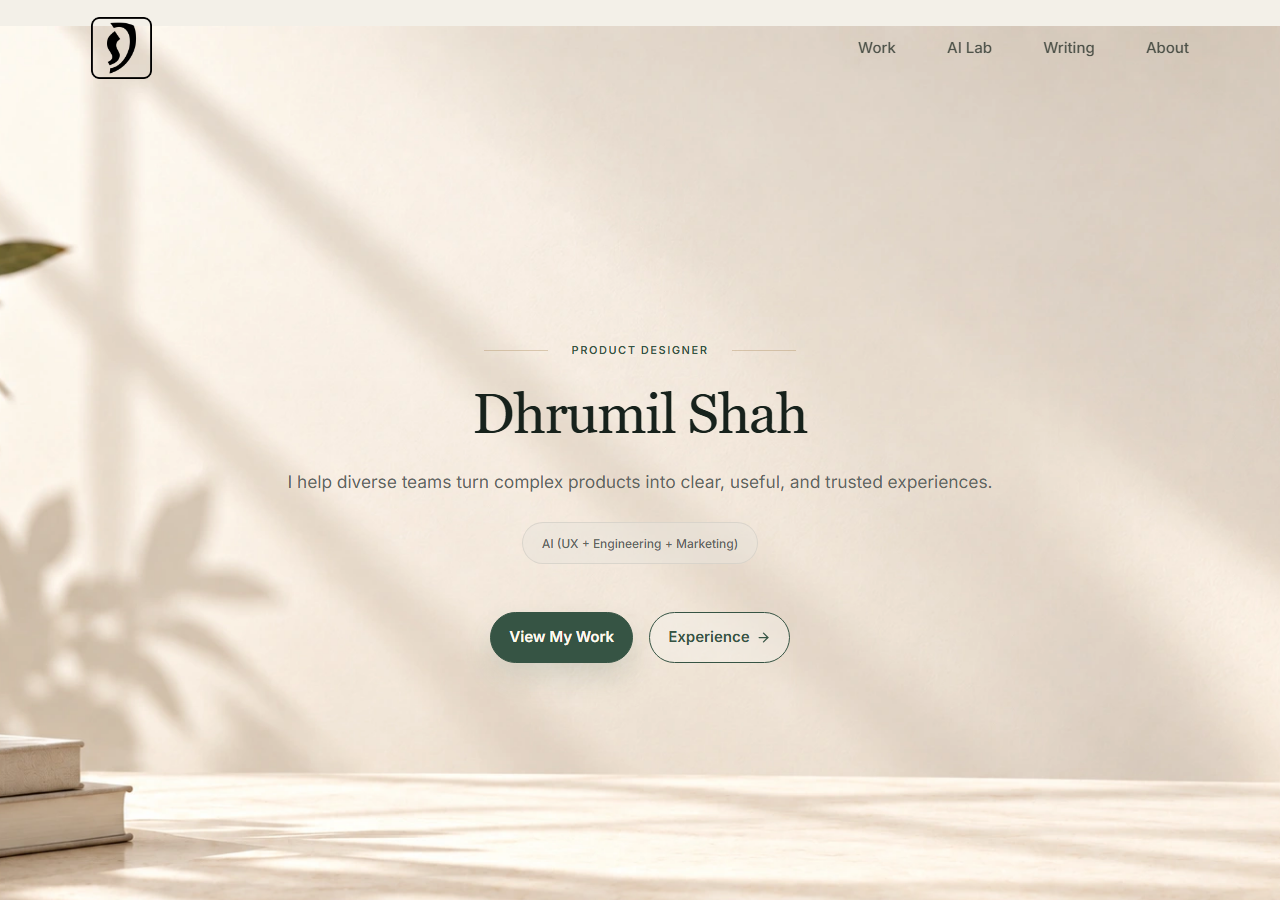 Work
AI Lab
Writing
About
PRODUCT DESIGNER
Dhrumil Shah
I help diverse teams turn complex products into clear, useful, and trusted experiences.
AI (UX + Engineering + Marketing)
View My Work
Experience →